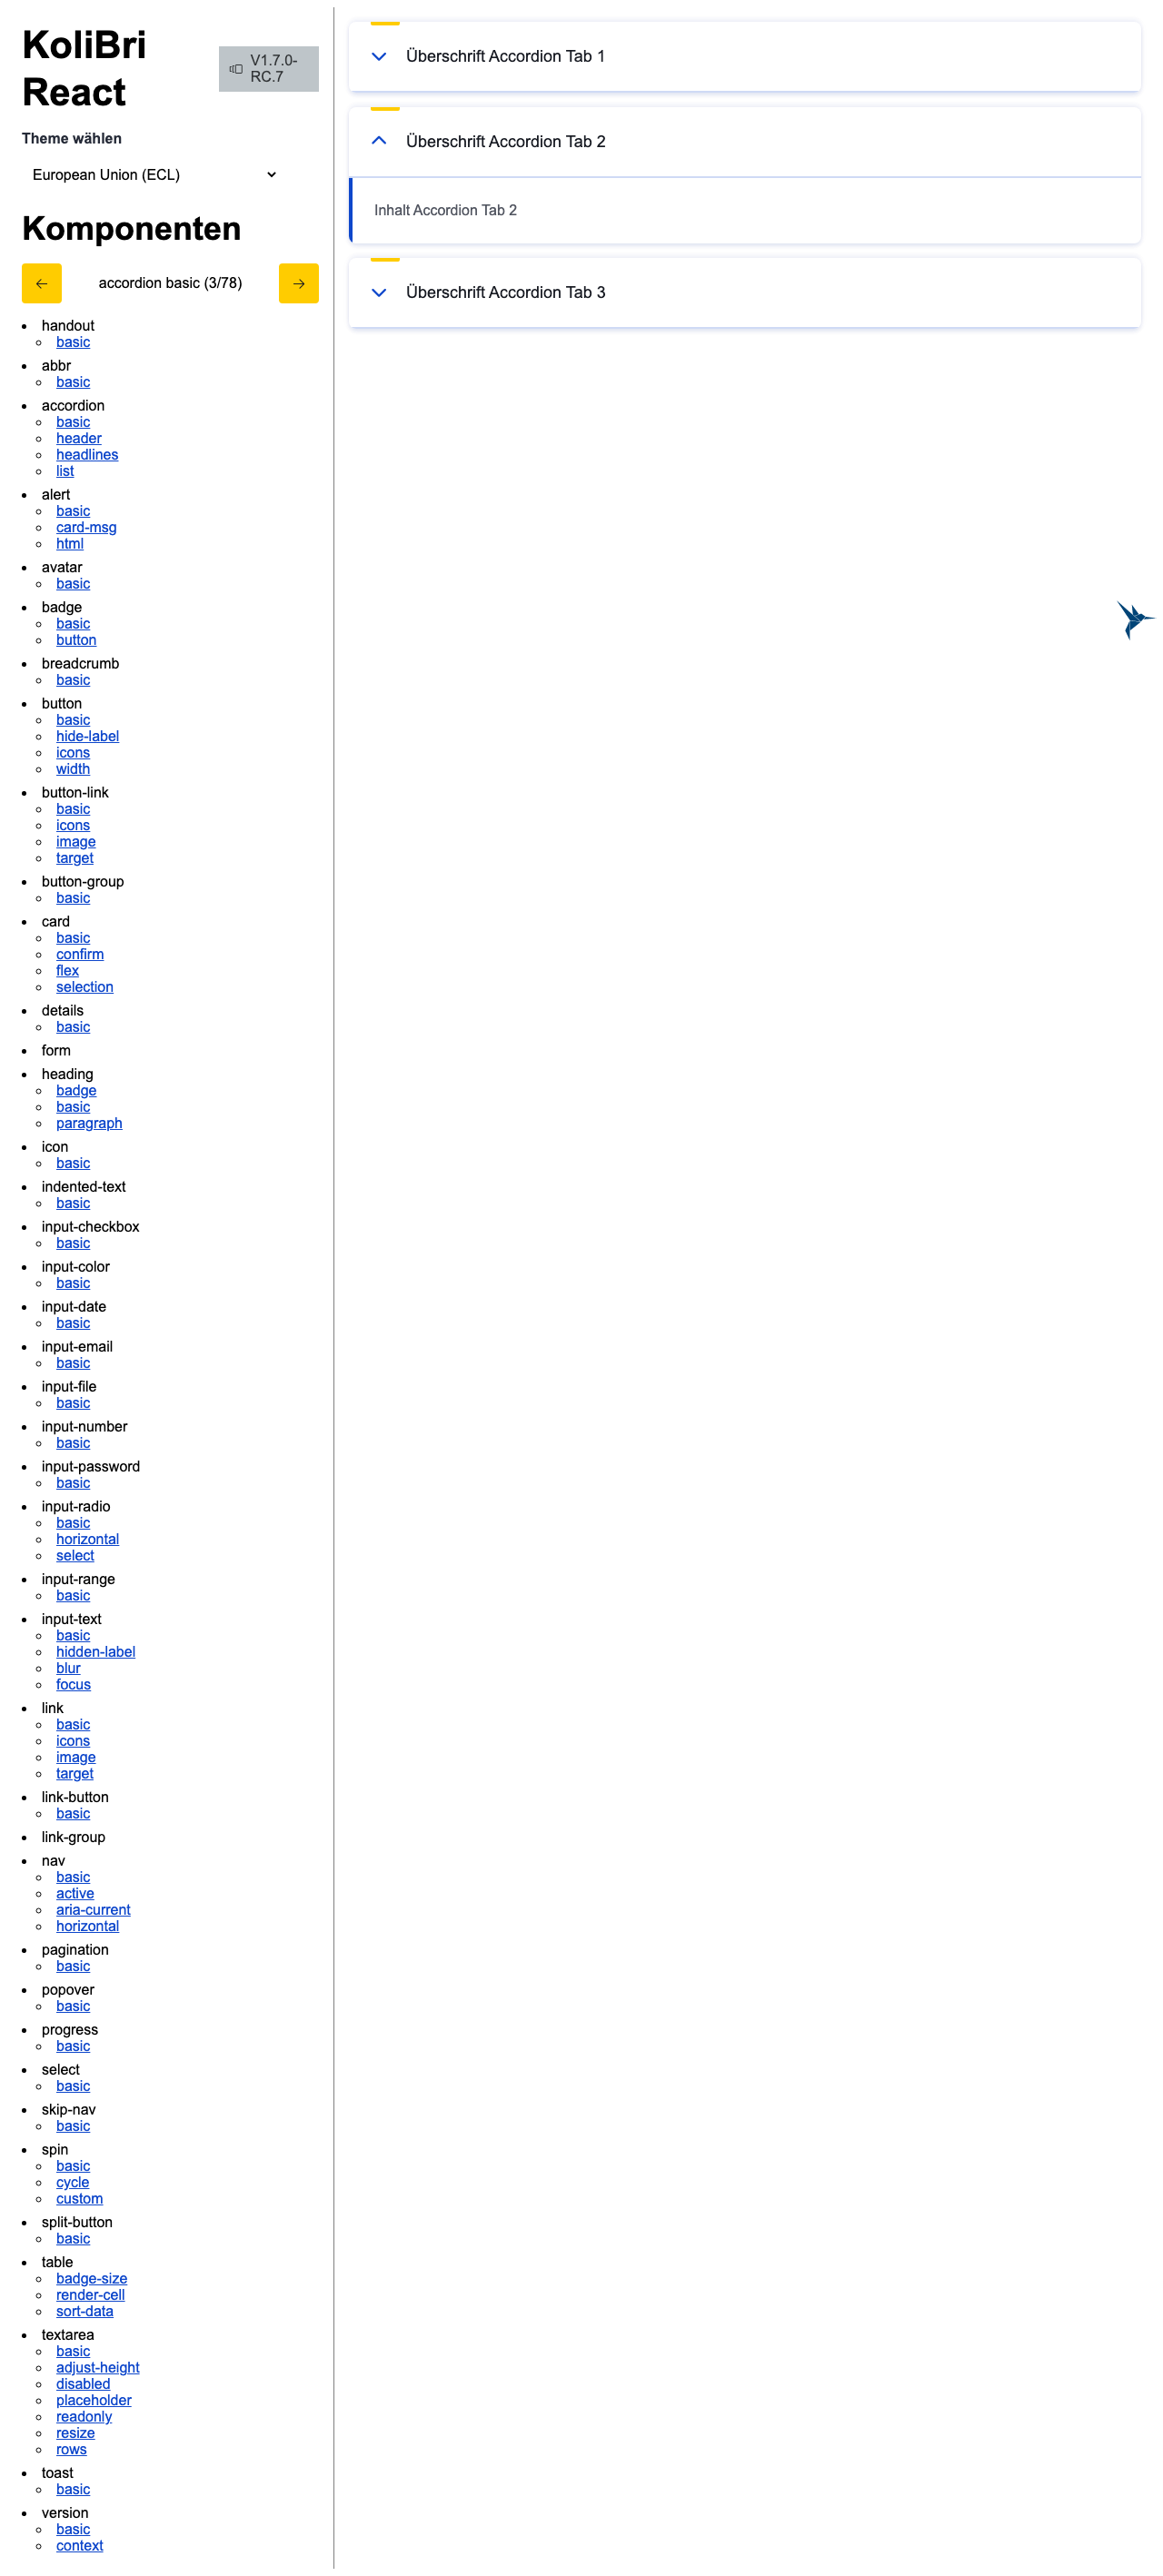 KoliBri
React
V1.7.0-
RC.7
Theme wählen
European Union (ECL)
Komponenten
accordion basic (3/78)
handout
basic
abbr
basic
accordion
basic
header
headlines
list
alert
basic
card-msg
html
avatar
basic
badge
basic
button
breadcrumb
basic
button
basic
hide-label
icons
width
button-link
basic
icons
image
target
button-group
basic
card
basic
confirm
flex
selection
details
basic
form
heading
badge
basic
paragraph
icon
basic
indented-text
basic
input-checkbox
basic
input-color
basic
input-date
basic
input-email
basic
input-file
basic
input-number
basic
input-password
basic
input-radio
basic
horizontal
select
input-range
basic
input-text
basic
hidden-label
blur
focus
link
basic
icons
image
target
link-button
basic
link-group
nav
basic
active
aria-current
horizontal
pagination
basic
popover
basic
progress
basic
select
basic
skip-nav
basic
spin
basic
cycle
custom
split-button
basic
table
badge-size
render-cell
sort-data
textarea
basic
adjust-height
disabled
placeholder
readonly
resize
rows
toast
basic
version
basic
context
Überschrift Accordion Tab 1
Überschrift Accordion Tab 2
Inhalt Accordion Tab 2
Überschrift Accordion Tab 3